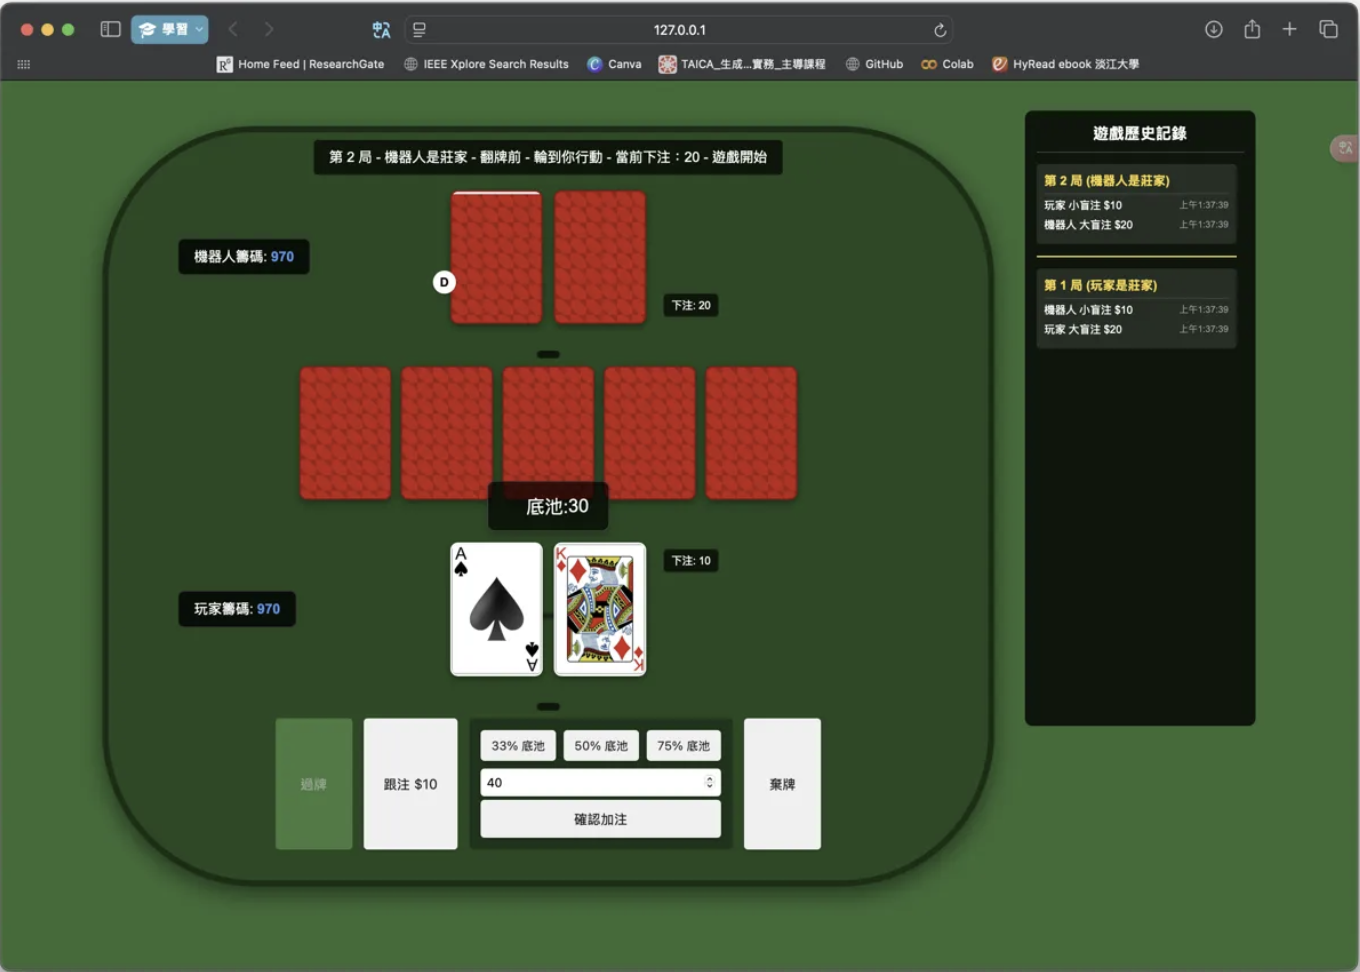 學習
127.0.0.1
Home Feed | ResearchGate
IEEE Xplore Search Results
Canva
TAICA_生成...實務_主導課程
GitHub
Colab
HyRead ebook 淡江大學
第 2 局 - 機器人是莊家 - 翻牌前 - 輪到你行動 - 當前下注：20 - 遊戲開始
機器人籌碼: 970
D
下注: 20
底池:30
A
A
K
K
下注: 10
玩家籌碼: 970
過牌
跟注 $10
33% 底池
50% 底池
75% 底池
40
確認加注
棄牌
遊戲歷史記錄
第 2 局 (機器人是莊家)
玩家 小盲注 $10 上午1:37:39
機器人 大盲注 $20 上午1:37:39
第 1 局 (玩家是莊家)
機器人 小盲注 $10 上午1:37:39
玩家 大盲注 $20 上午1:37:39